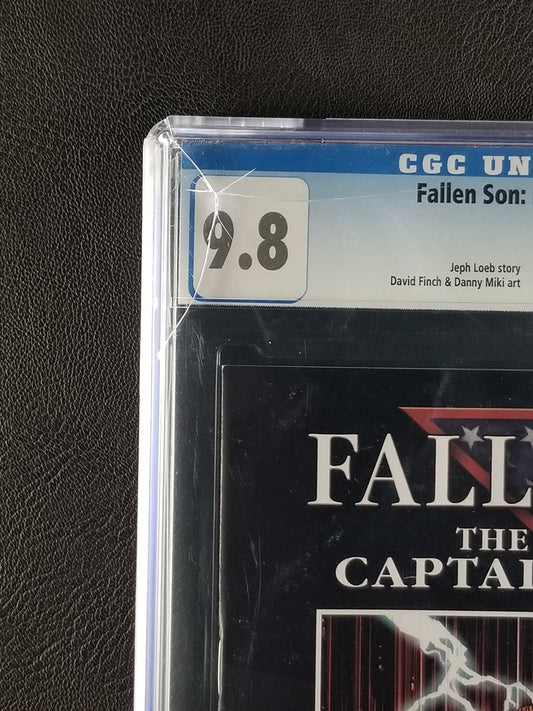 CGC UN
Fallen Son:
9.8
Jeph Loeb story
David Finch & Danny Miki art
FALL
THE
CAPTAI